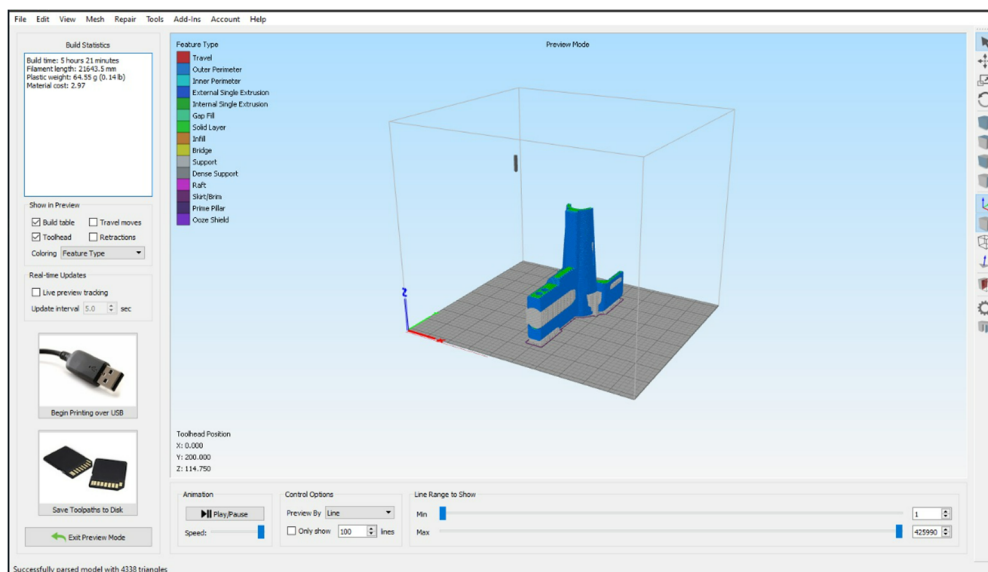 File Edit View Mesh Repair Tools Add-Ins Account Help
Build Statistics
Build time: 5 hours 21 minutes
Filament length: 21643.5 mm
Plastic weight: 64.55 g (0.14 lb)
Material cost: 2.97
Show in Preview
Build table Travel moves
Toolhead Retractions
Coloring Feature Type
Real-time Updates
Live preview tracking
Update interval 5.0 sec
Begin Printing over USB
Save Toolpaths to Disk
Exit Preview Mode
Feature Type
Travel
Outer Perimeter
Inner Perimeter
External Single Extrusion
Internal Single Extrusion
Gap Fill
Solid Layer
Infill
Bridge
Support
Dense Support
Raft
Skirt/Brim
Prime Pillar
Ooze Shield
Preview Mode
Z
Toolhead Position
X: 0.000
Y: 200.000
Z: 114.750
Animation
Play/Pause
Speed:
Control Options
Preview By Line
Only show 100 lines
Line Range to Show
Min 1
Max 425990
Successfully parsed model with 4338 triangles